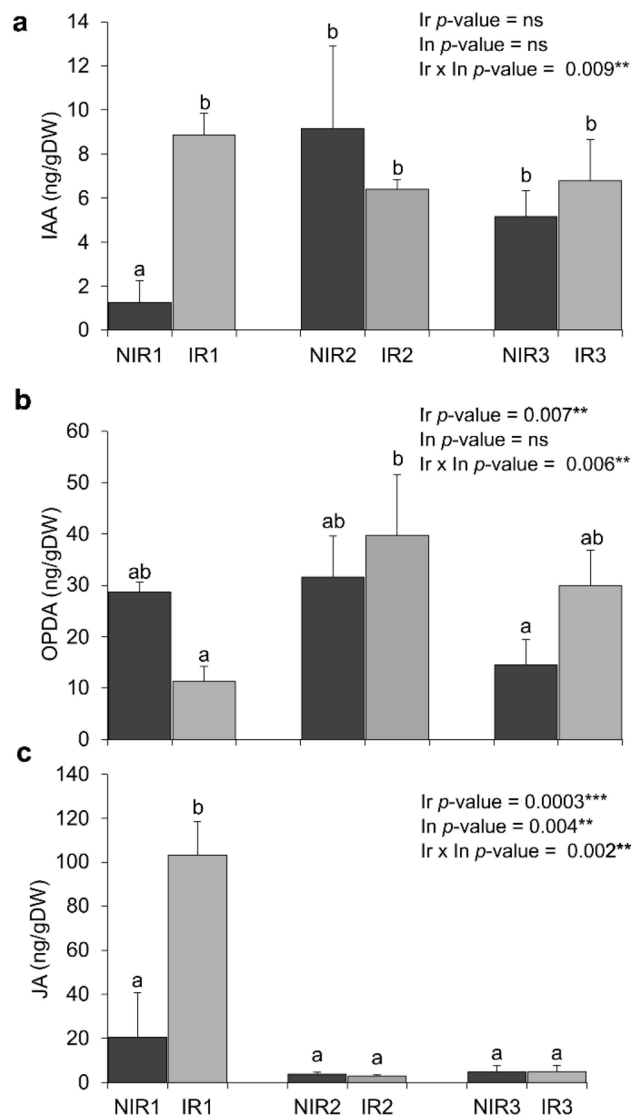 a
14
12
10
8
6
4
2
0
IAA (ng/gDW)
Ir p-value = ns
In p-value = ns
Ir x In p-value = 0.009**
a
b
b
b
b
b
NIR1 IR1 NIR2 IR2 NIR3 IR3
b
60
50
40
30
20
10
0
OPDA (ng/gDW)
Ir p-value = 0.007**
In p-value = ns
Ir x In p-value = 0.006**
ab
a
ab
b
a
ab
c
140
120
100
80
60
40
20
0
JA (ng/gDW)
Ir p-value = 0.0003***
In p-value = 0.004**
Ir x In p-value = 0.002**
a
b
a
a
a
a
NIR1 IR1 NIR2 IR2 NIR3 IR3